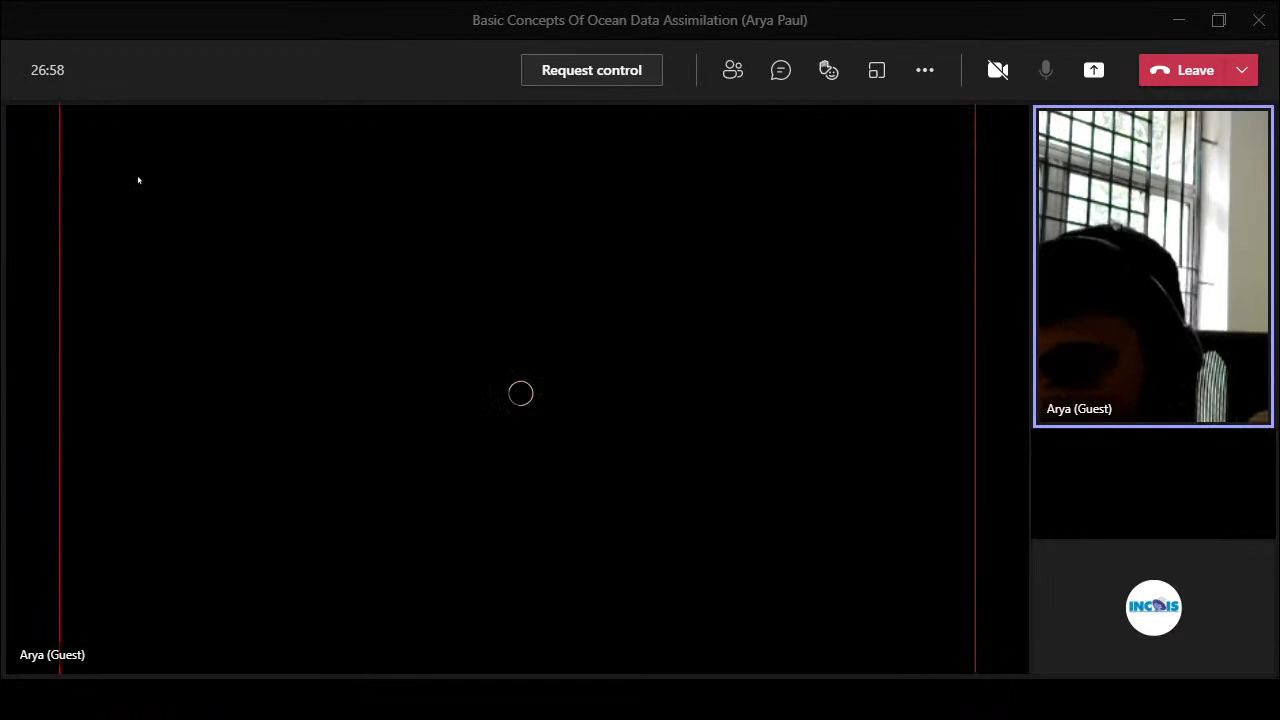 Basic Concepts Of Ocean Data Assimilation (Arya Paul)
26:58
Request control
Leave
Arya (Guest)
INCOIS
Arya (Guest)